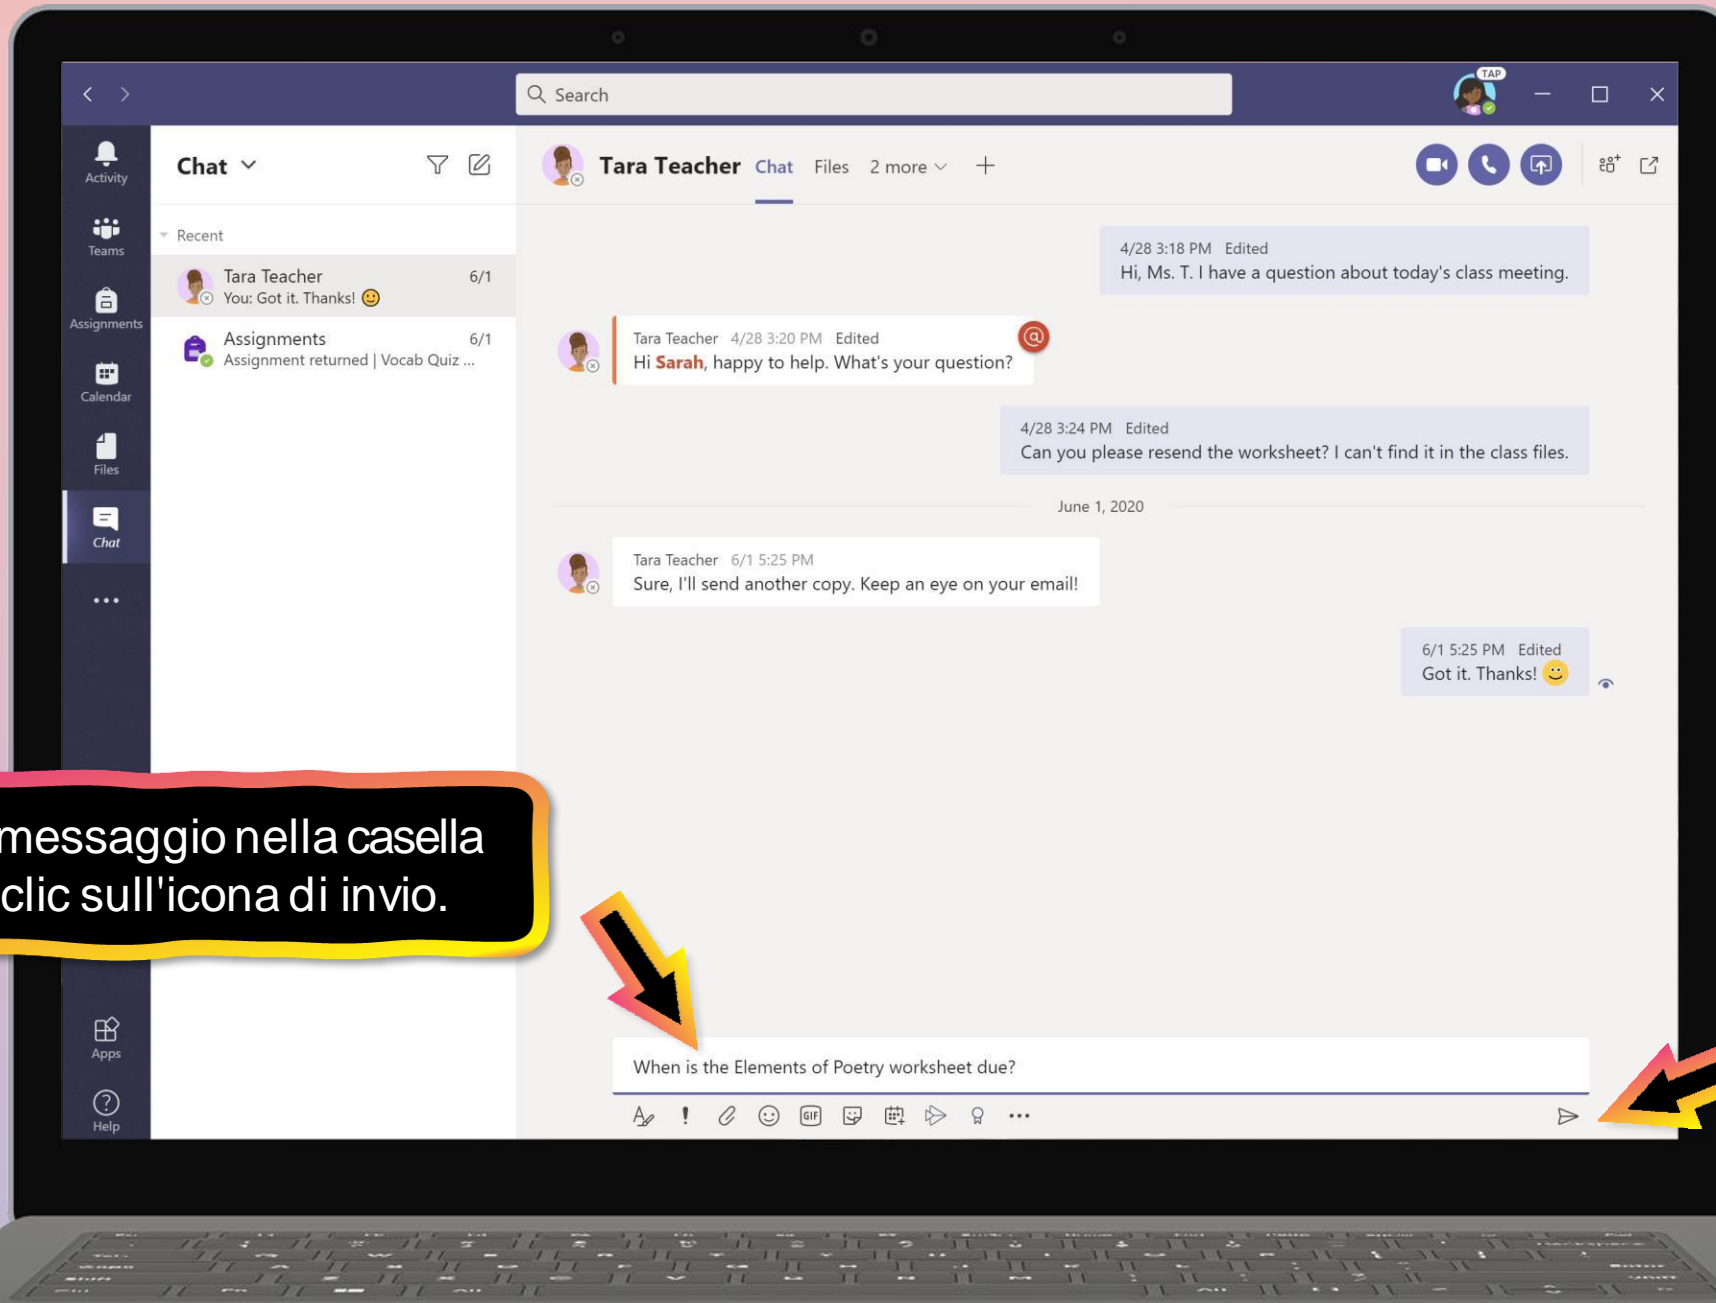 Search
TAP
Activity
Teams
Assignments
Calendar
Files
Chat
Apps
Help
Chat
Recent
Tara Teacher 6/1
You: Got it. Thanks!
Assignments 6/1
Assignment returned | Vocab Quiz ...
Tara Teacher Chat Files 2 more
4/28 3:18 PM Edited
Hi, Ms. T. I have a question about today's class meeting.
Tara Teacher 4/28 3:20 PM Edited
@
Hi Sarah, happy to help. What's your question?
4/28 3:24 PM Edited
Can you please resend the worksheet? I can't find it in the class files.
June 1, 2020
Tara Teacher 6/1 5:25 PM
Sure, I'll send another copy. Keep an eye on your email!
6/1 5:25 PM Edited
Got it. Thanks!
messaggio nella casella
clic sull'icona di invio.
When is the Elements of Poetry worksheet due?
GIF